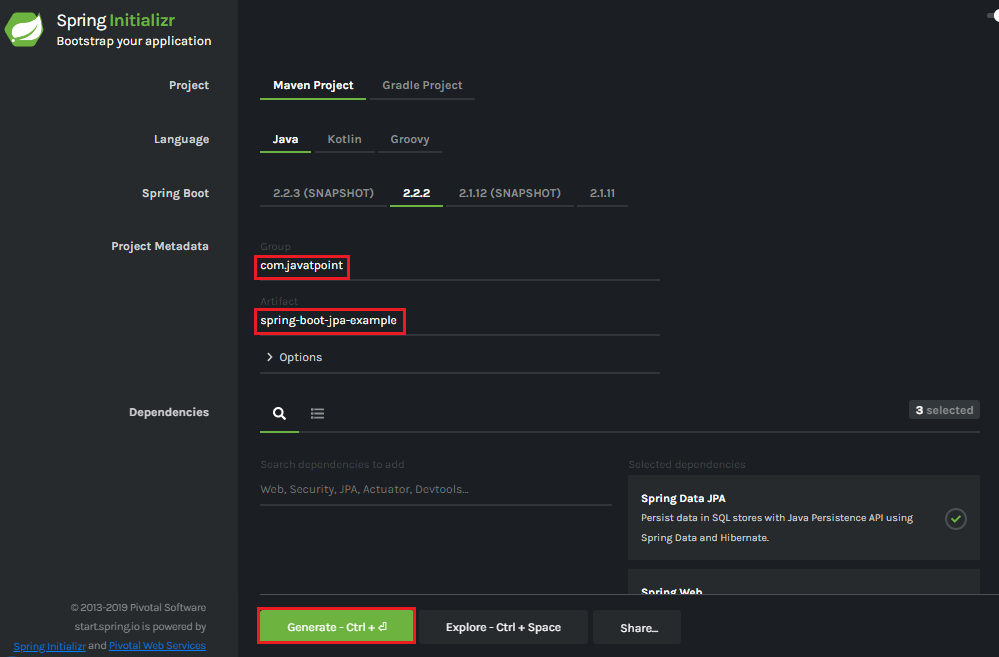 Spring Initializr
Bootstrap your application
Project
Maven Project Gradle Project
Language
Java Kotlin Groovy
Spring Boot
2.2.3 (SNAPSHOT) 2.2.2 2.1.12 (SNAPSHOT) 2.1.11
Project Metadata
Group
com.javatpoint
Artifact
spring-boot-jpa-example
Options
Dependencies
3 selected
Search dependencies to add
Web, Security, JPA, Actuator, Devtools...
Selected dependencies
Spring Data JPA
Persist data in SQL stores with Java Persistence API using
Spring Data and Hibernate.
Spring Web
© 2013-2019 Pivotal Software
start.spring.io is powered by
Spring Initializr and Pivotal Web Services
Generate - Ctrl + ⏎ Explore - Ctrl + Space Share...